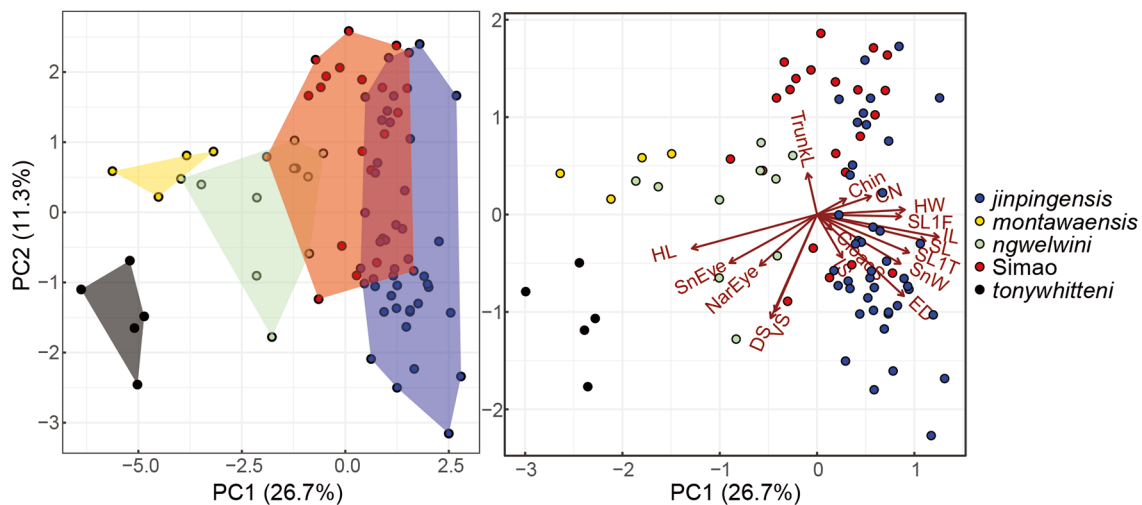 2
1
0
−1
−2
−3
PC2 (11.3%)
−5.0
−2.5
0.0
2.5
PC1 (26.7%)
2
1
0
−1
−2
−3
−2
−1
0
1
PC1 (26.7%)
TrunkL
Chin
CN
HW
SL1F
IL
SL
SL1T
SnW
ED
HL
SnEye
NarEye
DS
VS
jinpingensis
montawaensis
ngwelwini
Simao
tonywhitteni